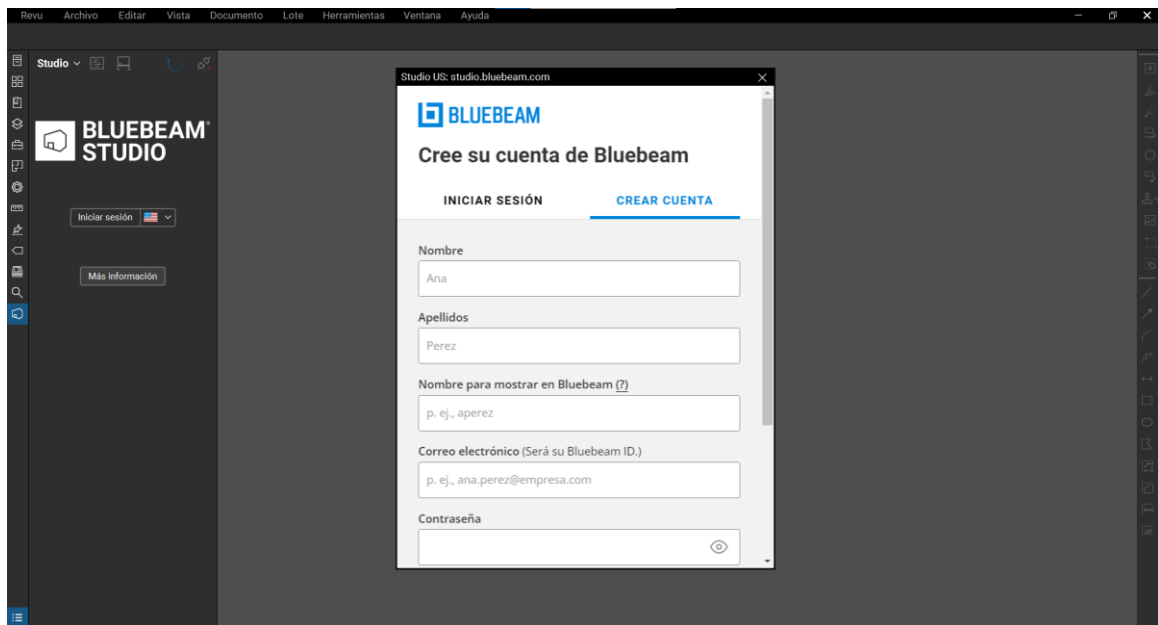 Revu Archivo Editar Vista Documento Lote Herramientas Ventana Ayuda
Studio
BLUEBEAM®
STUDIO
Iniciar sesión
Más información
Studio US: studio.bluebeam.com
BLUEBEAM
Cree su cuenta de Bluebeam
INICIAR SESIÓN CREAR CUENTA
Nombre
Ana
Apellidos
Perez
Nombre para mostrar en Bluebeam (?)
p. ej., aperez
Correo electrónico (Será su Bluebeam ID.)
p. ej., ana.perez@empresa.com
Contraseña